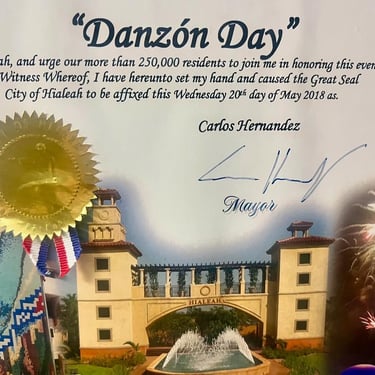 “Danzón Day”
ah, and urge our more than 250,000 residents to join me in honoring this even
Witness Whereof, I have hereunto set my hand and caused the Great Seal
City of Hialeah to be affixed this Wednesday 20th day of May 2018 as.
Carlos Hernandez
Mayor
HIALEAH